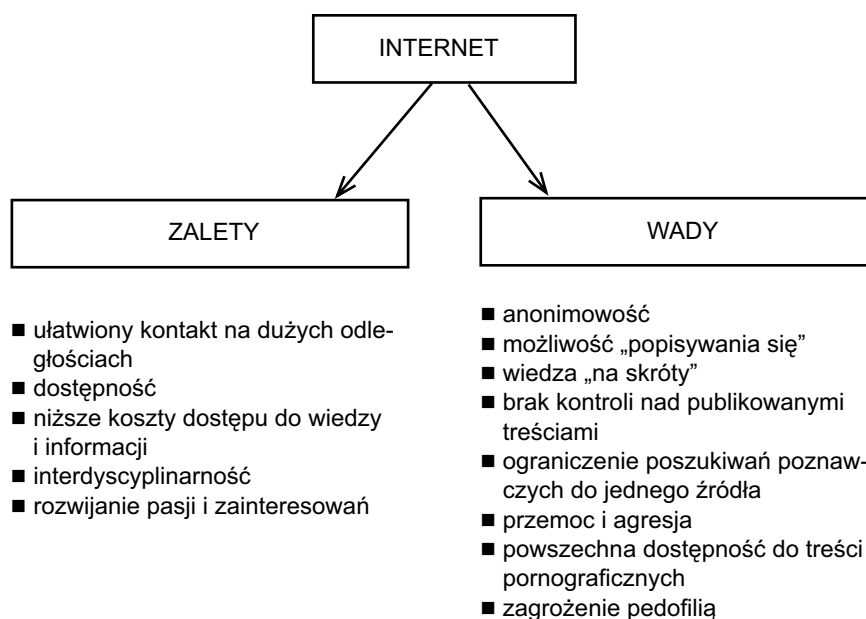 INTERNET
ZALETY
■ ułatwiony kontakt na dużych odle-
głościach
■ dostępność
■ niższe koszty dostępu do wiedzy
i informacji
■ interdyscyplinarność
■ rozwijanie pasji i zainteresowań
WADY
■ anonimowość
■ możliwość „popisywania się”
■ wiedza „na skróty”
■ brak kontroli nad publikowanymi
treściami
■ ograniczenie poszukiwań poznaw-
czych do jednego źródła
■ przemoc i agresja
■ powszechna dostępność do treści
pornograficznych
■ zagrożenie pedofilią